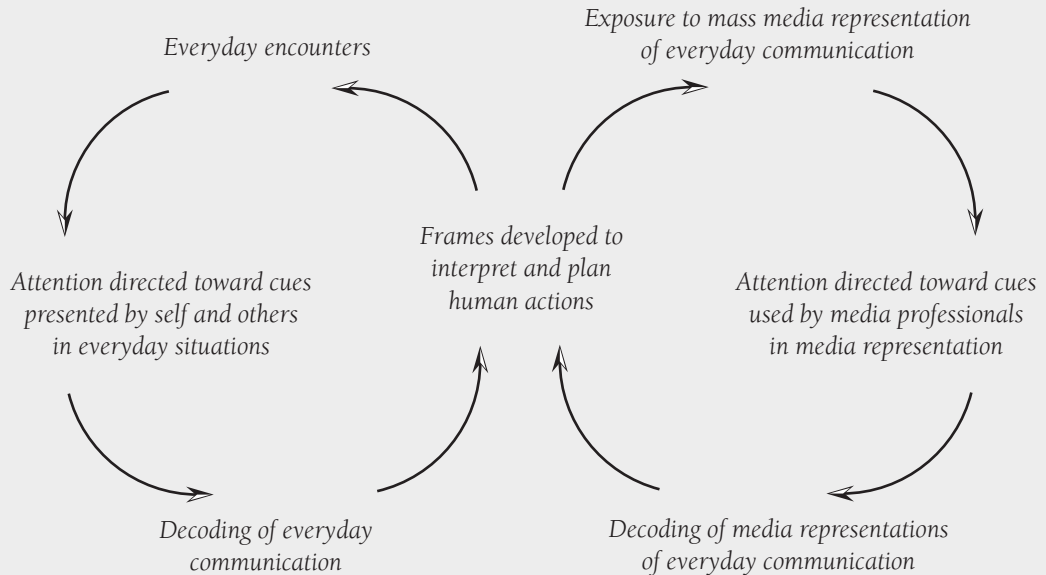 Everyday encounters
Exposure to mass media representation
of everyday communication
Frames developed to
interpret and plan
human actions
Attention directed toward cues
presented by self and others
in everyday situations
Attention directed toward cues
used by media professionals
in media representation
Decoding of everyday
communication
Decoding of media representations
of everyday communication